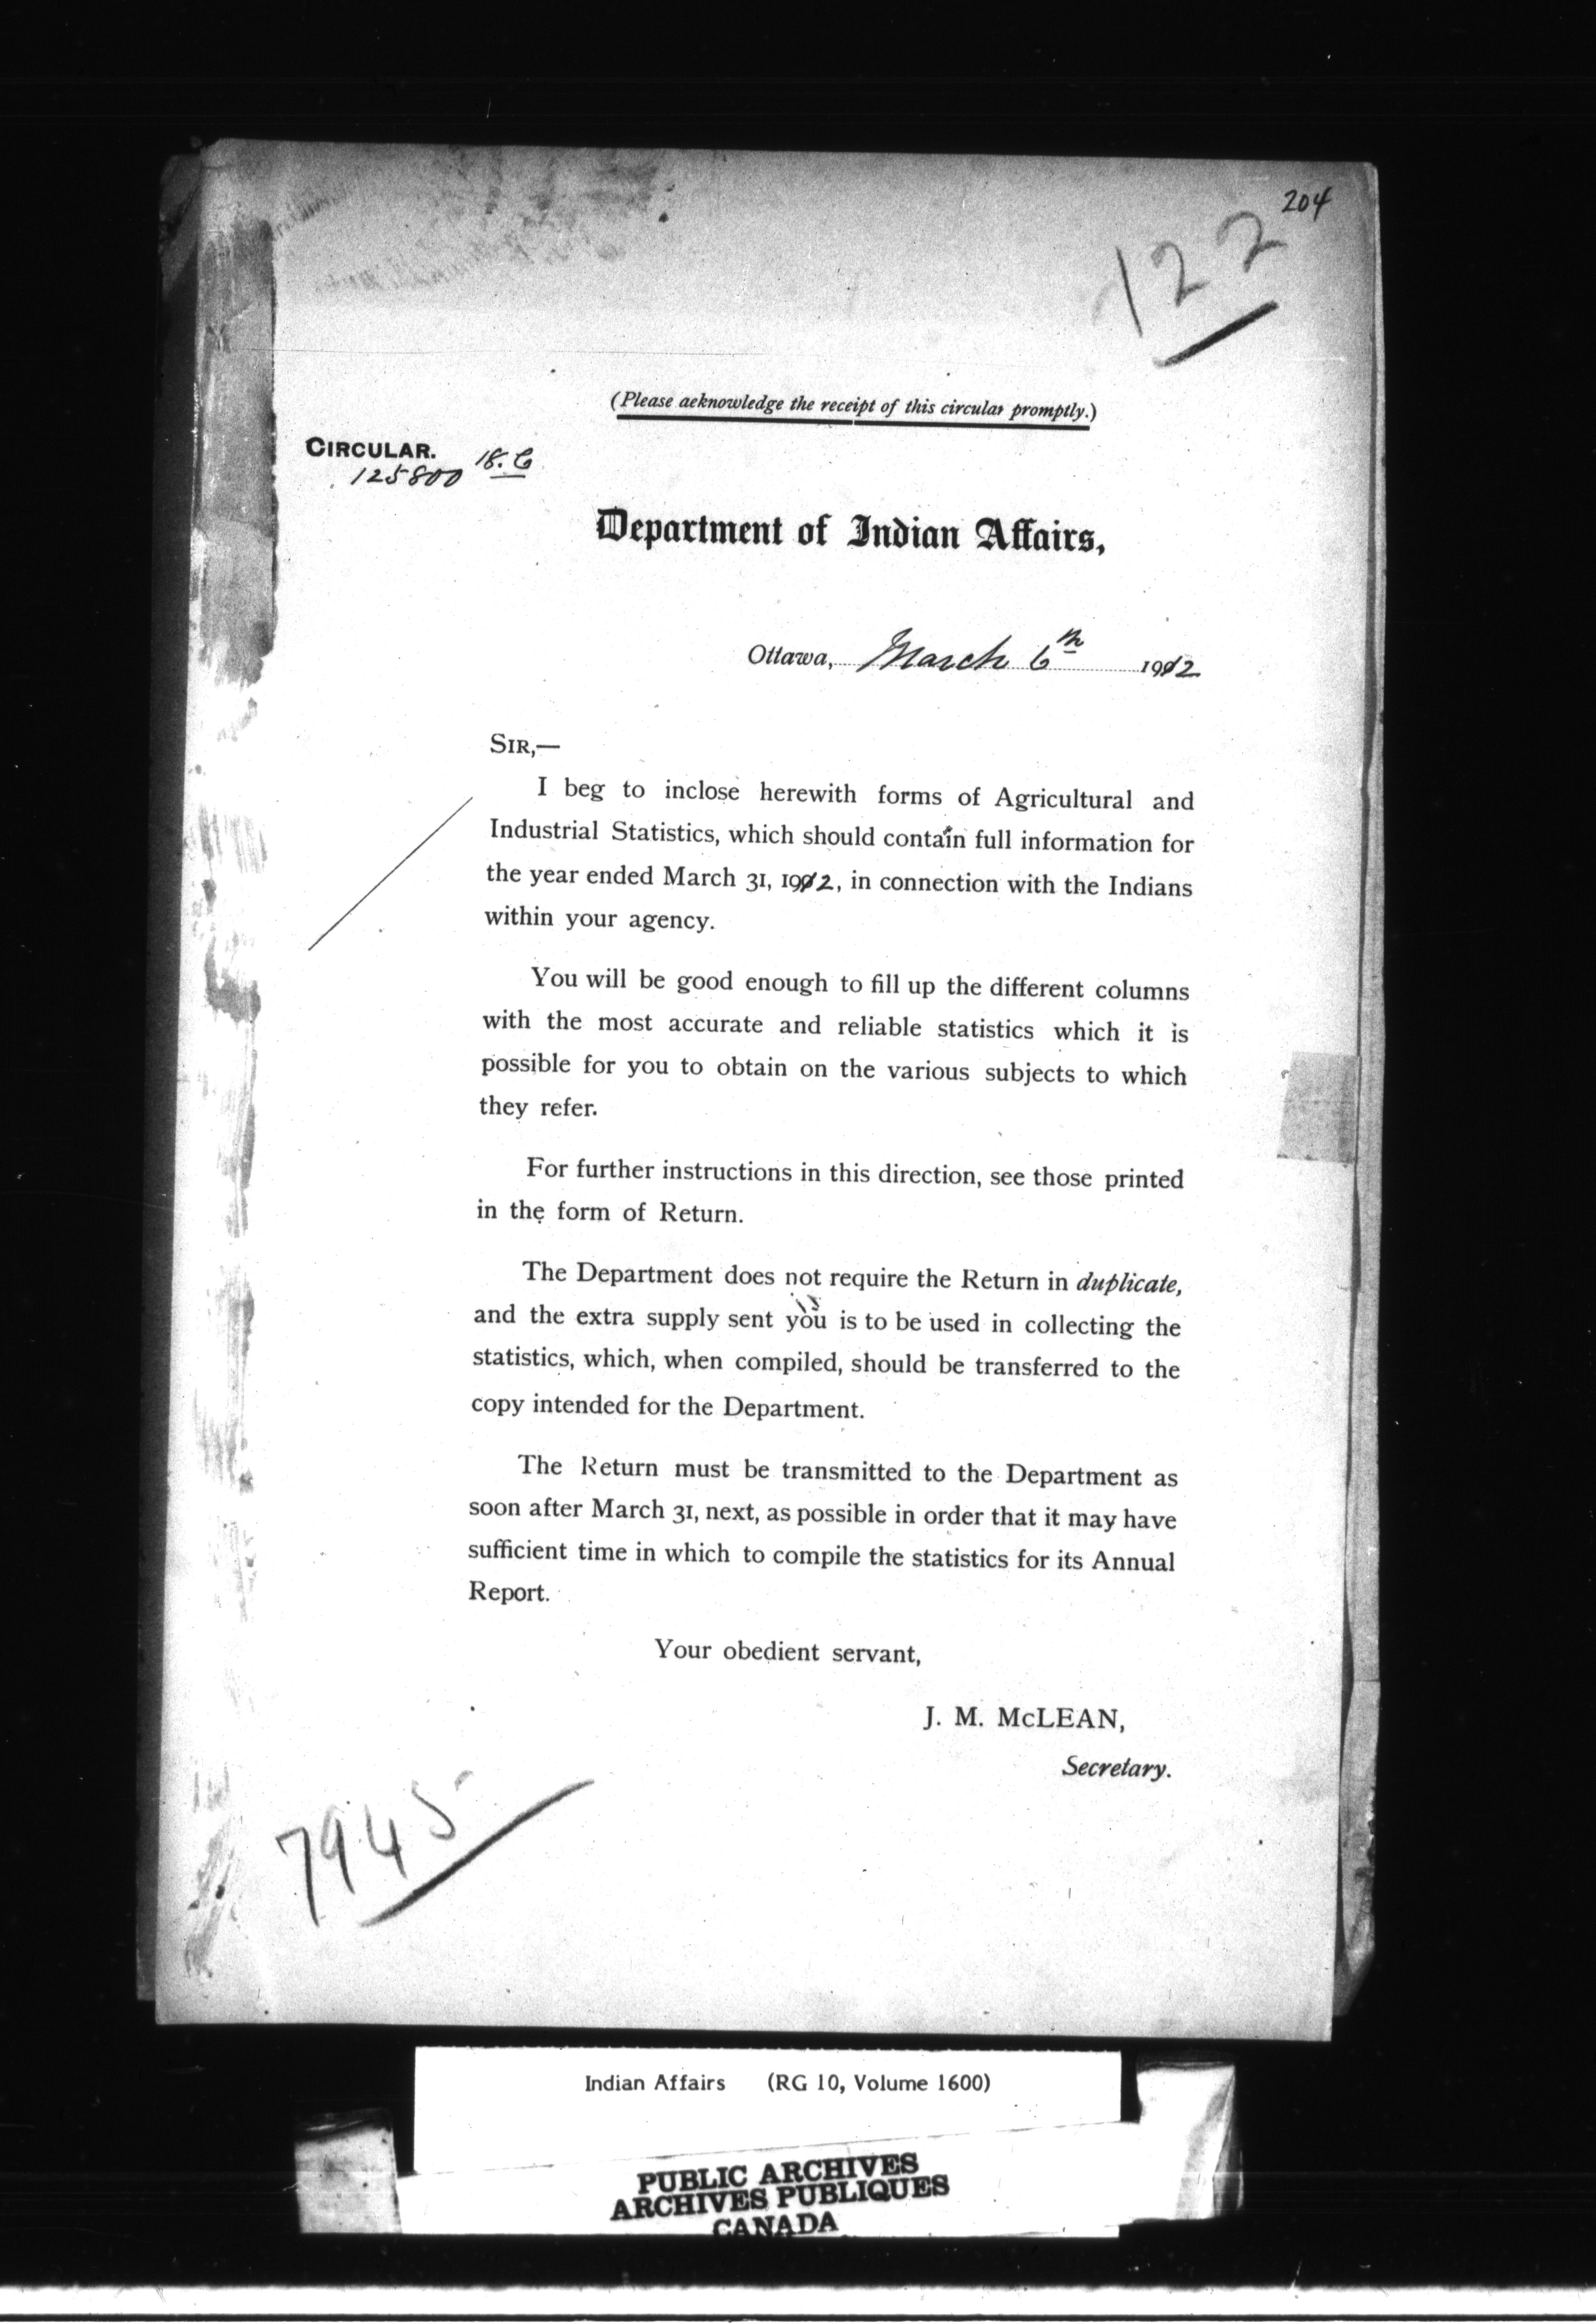 204
122
(Please acknowledge the receipt of this circular promptly.)
CIRCULAR.
125800 18. C
Department of Indian Affairs,
Ottawa, March 6th 1912
SIR,—
I beg to inclose herewith forms of Agricultural and
Industrial Statistics, which should contain full information for
the year ended March 31, 1912, in connection with the Indians
within your agency.
You will be good enough to fill up the different columns
with the most accurate and reliable statistics which it is
possible for you to obtain on the various subjects to which
they refer.
For further instructions in this direction, see those printed
in the form of Return.
The Department does not require the Return in duplicate,
and the extra supply sent you is to be used in collecting the
statistics, which, when compiled, should be transferred to the
copy intended for the Department.
The Return must be transmitted to the Department as
soon after March 31, next, as possible in order that it may have
sufficient time in which to compile the statistics for its Annual
Report.
Your obedient servant,
J. M. McLEAN,
Secretary.
7945
Indian Affairs (RG 10, Volume 1600)
PUBLIC ARCHIVES
ARCHIVES PUBLIQUES
CANADA